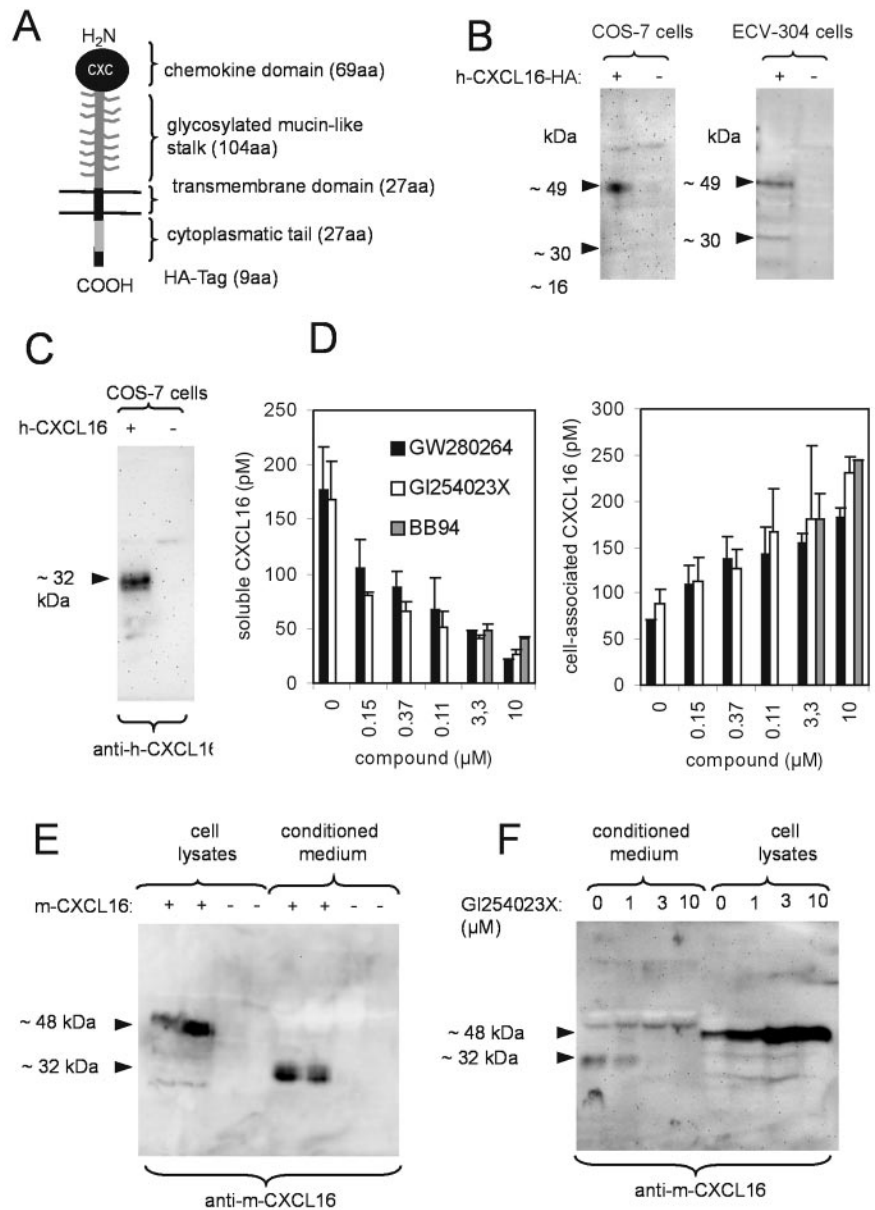 A
H₂N
CXC
chemokine domain (69aa)
glycosylated mucin-like
stalk (104aa)
transmembrane domain (27aa)
cytoplasmatic tail (27aa)
HA-Tag (9aa)
COOH
B
COS-7 cells
ECV-304 cells
h-CXCL16-HA:
+ -
+ -
kDa
~ 49
~ 30
~ 16
kDa
~ 49
~ 30
C
COS-7 cells
h-CXCL16
+ -
~ 32
kDa
anti-h-CXCL16
D
soluble CXCL16 (pM)
250
200
150
100
50
0
GW280264
GI254023X
BB94
0 0.15 0.37 0.11 3,3 10
compound (µM)
cell-associated CXCL16 (pM)
300
250
200
150
100
50
0
0 0.15 0.37 0.11 3,3 10
compound (µM)
E
cell
lysates
conditioned
medium
m-CXCL16:
+ + - - + + - -
~ 48 kDa
~ 32 kDa
anti-m-CXCL16
F
conditioned
medium
cell
lysates
GI254023X:
(µM)
0 1 3 10 0 1 3 10
~ 48 kDa
~ 32 kDa
anti-m-CXCL16